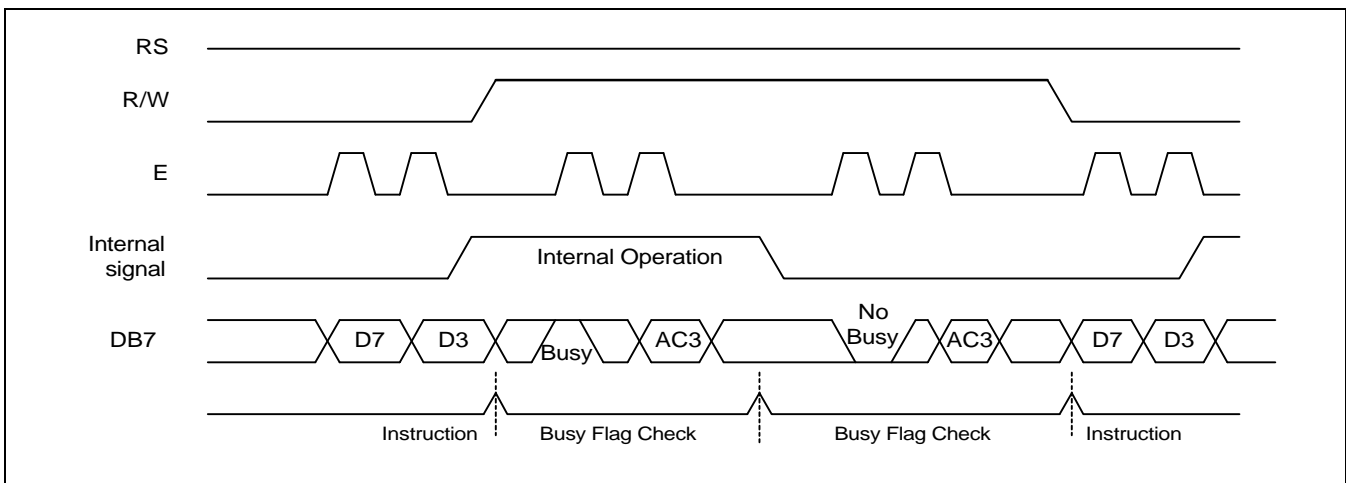 RS
R/W
E
Internal
signal
Internal Operation
DB7
D7
D3
Busy
AC3
No
Busy
AC3
D7
D3
Instruction
Busy Flag Check
Busy Flag Check
Instruction